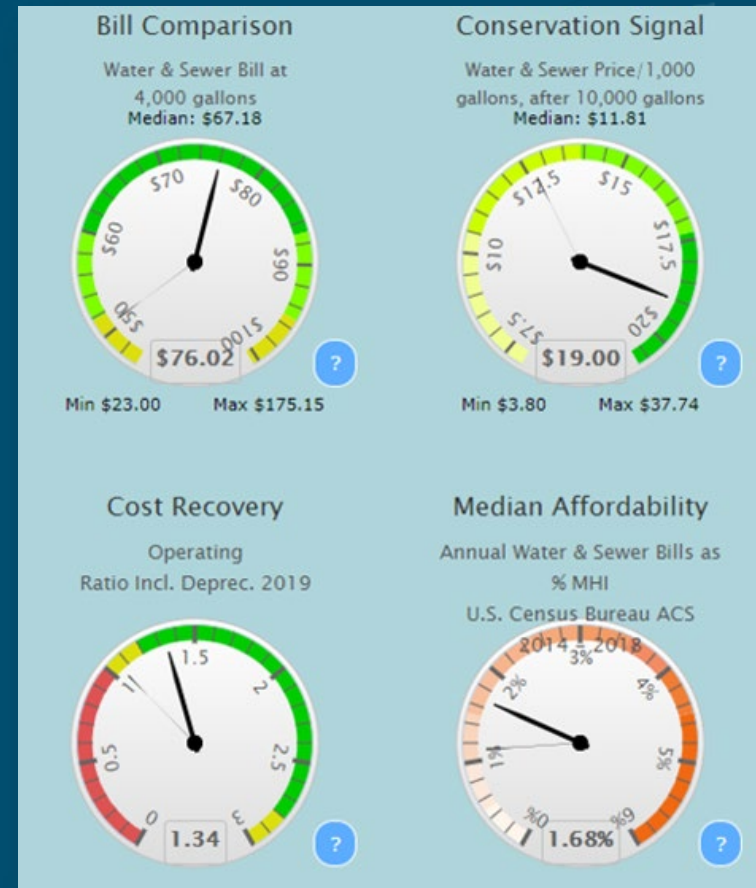 Bill Comparison
Water & Sewer Bill at
4,000 gallons
Median: $67.18
$50
$60
$70
$80
$90
$100
$76.02
?
Min $23.00 Max $175.15
Conservation Signal
Water & Sewer Price/1,000
gallons, after 10,000 gallons
Median: $11.81
$7.5
$10
$12.5
$15
$17.5
$20
$19.00
?
Min $3.80 Max $37.74
Cost Recovery
Operating
Ratio Incl. Deprec. 2019
0
0.5
1
1.5
2
2.5
3
1.34
?
Median Affordability
Annual Water & Sewer Bills as
% MHI
U.S. Census Bureau ACS
2014 - 2018
0%
1%
2%
3%
4%
5%
6%
1.68%
?